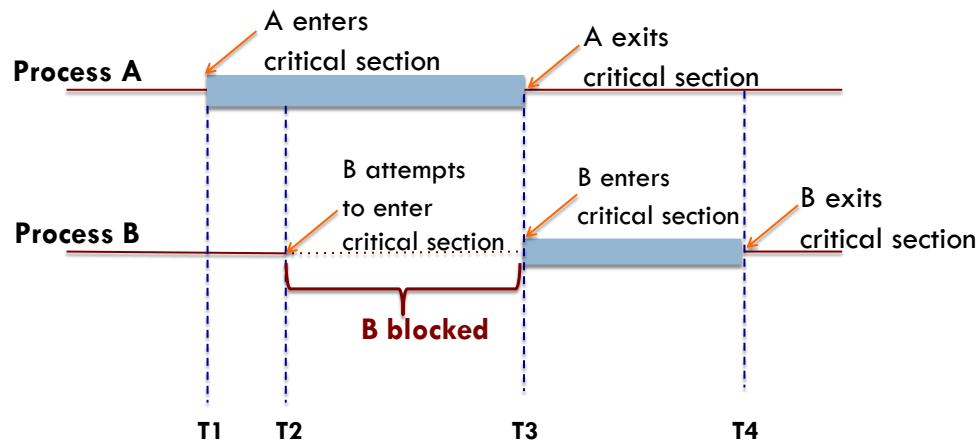 A enters
critical section
A exits
critical section
Process A
B attempts
to enter
critical section
B enters
critical section
B exits
critical section
Process B
B blocked
T1
T2
T3
T4